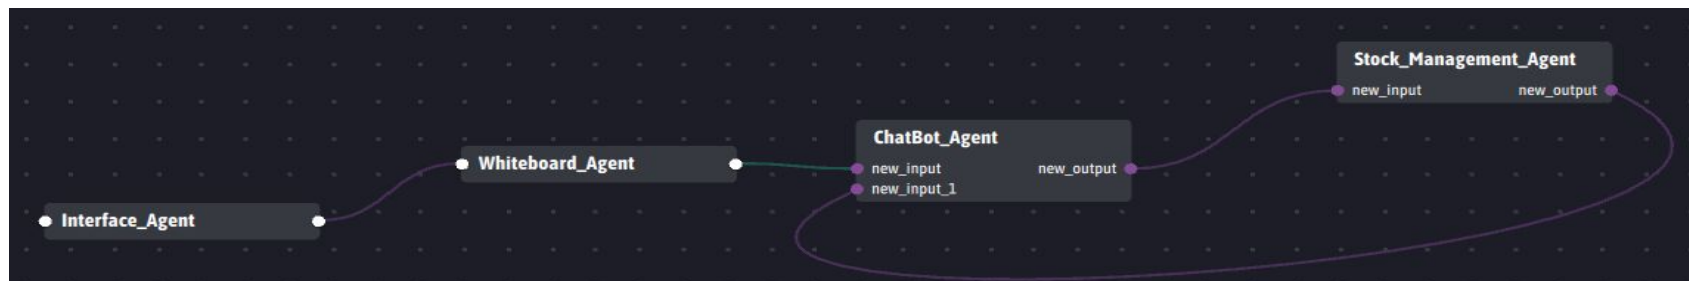 Stock_Management_Agent
new_input new_output
ChatBot_Agent
new_input new_output
new_input_1
Whiteboard_Agent
Interface_Agent